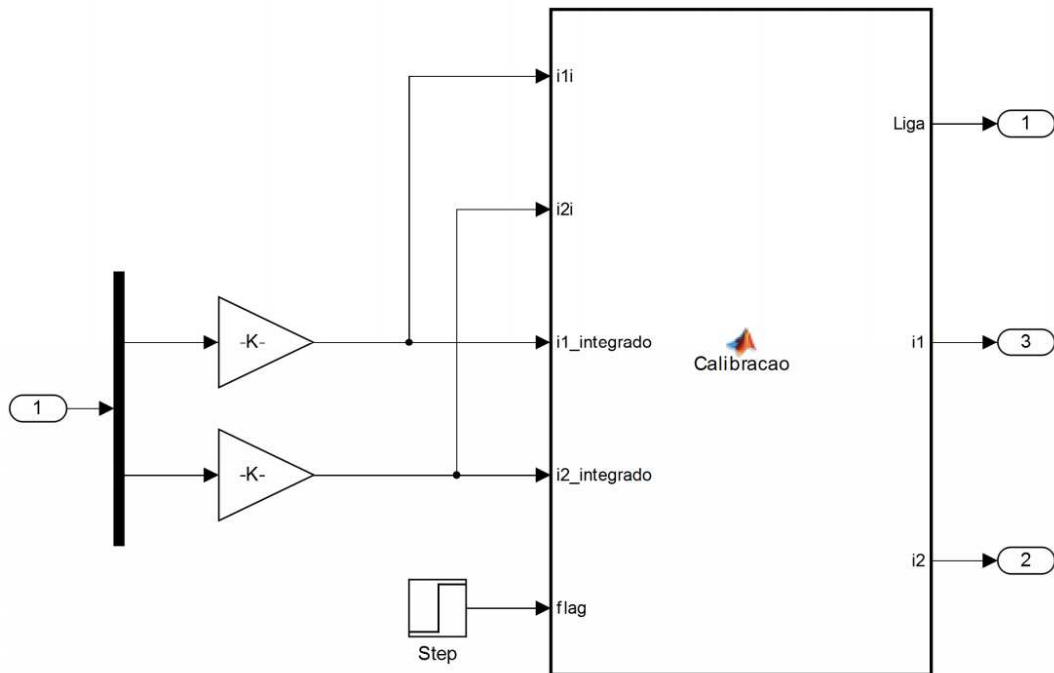 i1i
Liga
1
i2i
-K-
i1_integrado
Calibracao
i1
3
1
-K-
i2_integrado
i2
2
flag
Step